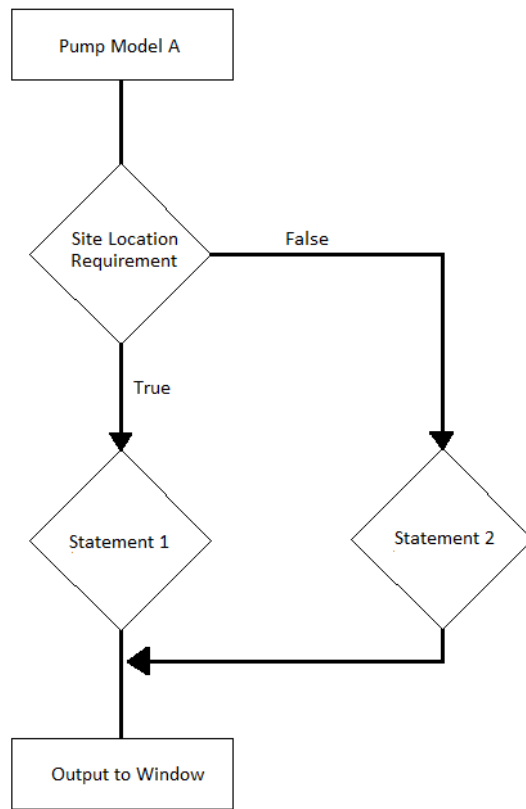 Pump Model A
Site Location
Requirement
False
True
Statement 1
Statement 2
Output to Window